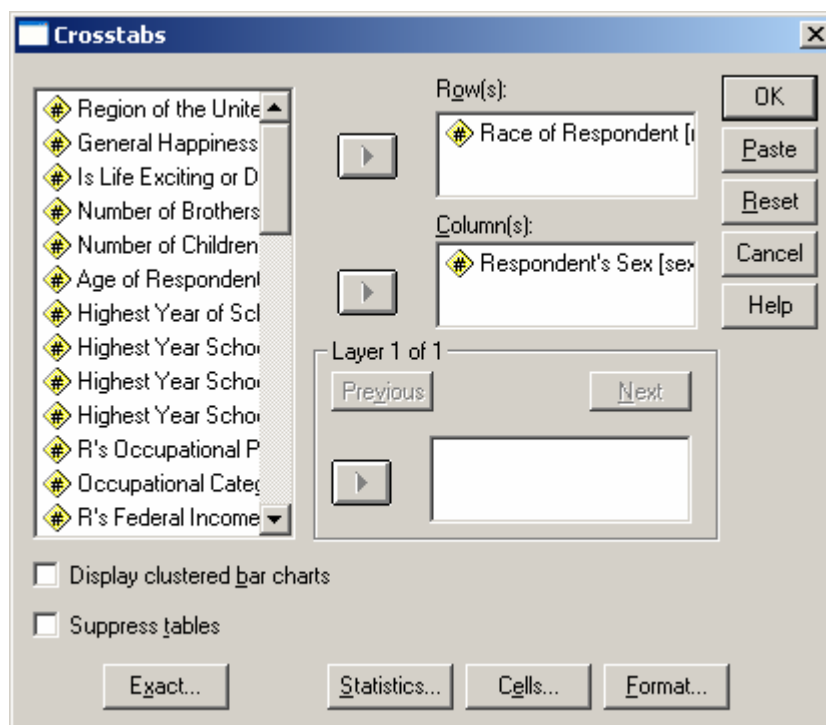 Crosstabs
Region of the Unite
General Happiness
Is Life Exciting or D
Number of Brothers
Number of Children
Age of Respondent
Highest Year of Scl
Highest Year Schoo
Highest Year Schoo
Highest Year Schoo
R's Occupational P
Occupational Categ
R's Federal Income
Row(s):
Race of Respondent [r
Column(s):
Respondent's Sex [sex
Layer 1 of 1
Previous
Next
OK
Paste
Reset
Cancel
Help
Display clustered bar charts
Suppress tables
Exact...
Statistics...
Cells...
Format...